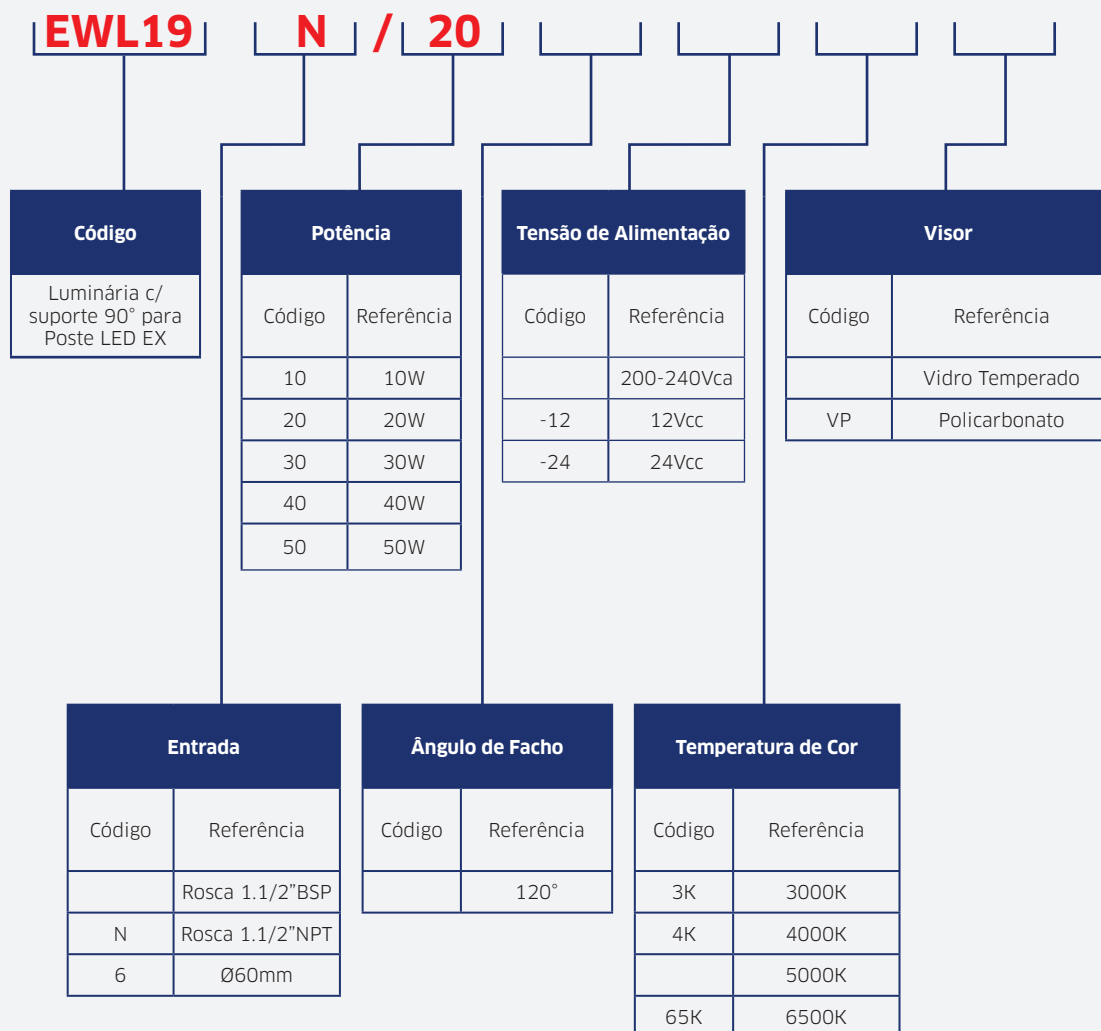 EWL19 N / 20
Código
Luminária c/
suporte 90° para
Poste LED EX
Potência
Código Referência
10 10W
20 20W
30 30W
40 40W
50 50W
Tensão de Alimentação
Código Referência
200-240Vca
-12 12Vcc
-24 24Vcc
Visor
Código Referência
Vidro Temperado
VP Policarbonato
Entrada
Código Referência
Rosca 1.1/2”BSP
N Rosca 1.1/2”NPT
6 Ø60mm
Ângulo de Facho
Código Referência
120°
Temperatura de Cor
Código Referência
3K 3000K
4K 4000K
5000K
65K 6500K